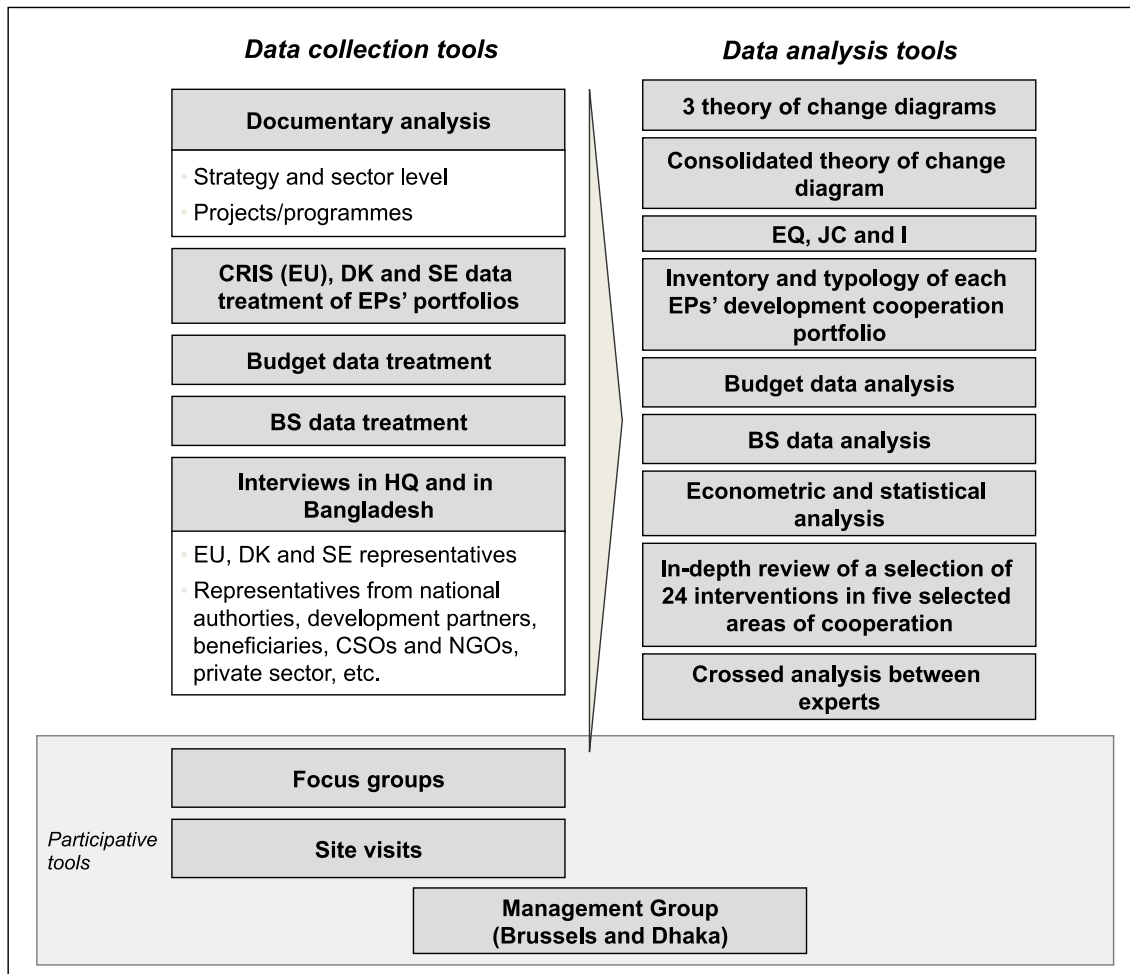 Data collection tools
Documentary analysis
• Strategy and sector level
• Projects/programmes
CRIS (EU), DK and SE data
treatment of EPs’ portfolios
Budget data treatment
BS data treatment
Interviews in HQ and in
Bangladesh
• EU, DK and SE representatives
• Representatives from national
authorties, development partners,
beneficiaries, CSOs and NGOs,
private sector, etc.
Data analysis tools
3 theory of change diagrams
Consolidated theory of change
diagram
EQ, JC and I
Inventory and typology of each
EPs’ development cooperation
portfolio
Budget data analysis
BS data analysis
Econometric and statistical
analysis
In-depth review of a selection of
24 interventions in five selected
areas of cooperation
Crossed analysis between
experts
Participative
tools
Focus groups
Site visits
Management Group
(Brussels and Dhaka)